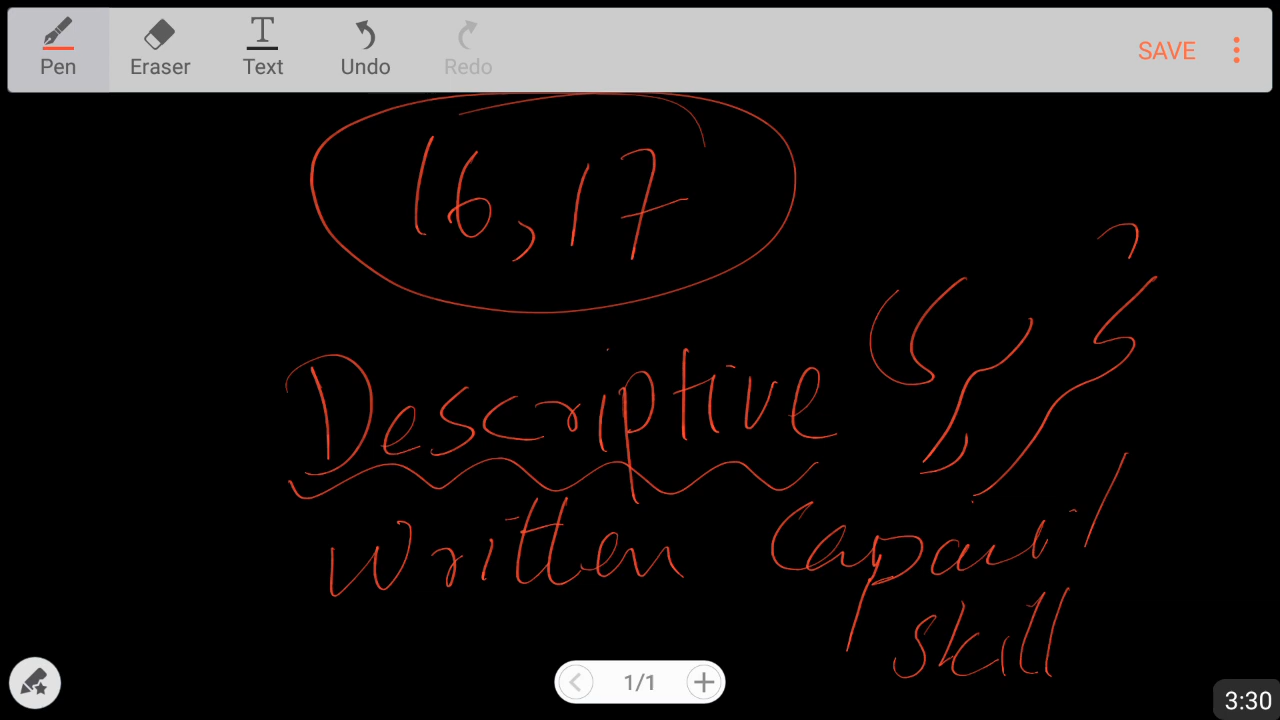 Pen Eraser Text Undo Redo SAVE
16,17
Descriptive
written
skill
1/1
3:30